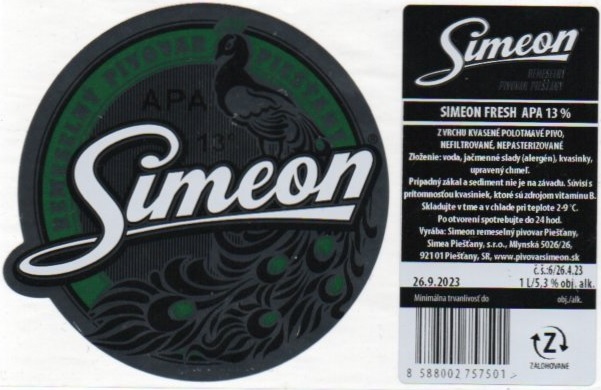 REMESELNÝ PIVOVAR PIEŠŤANY
APA
13°
Simeon
Simeon
REMESELNÝ
PIVOVAR PIEŠŤANY
SIMEON FRESH APA 13 %
Z VRCHU KVASENÉ POLOTMAVÉ PIVO,
NEFILTROVANÉ, NEPASTERIZOVANÉ
Zloženie: voda, jačmenné slady (alergén), kvasinky,
upravený chmeľ.
Prípadný zákal a sediment nie je na závadu. Súvisí s
prítomnosťou kvasiniek, ktoré sú zdrojom vitamínu B.
Skladujte v tme a v chlade pri teplote 2-9 °C.
Po otvorení spotrebujte do 24 hod.
Vyrába: Simeon remeselný pivovar Piešťany,
Simea Piešťany, s.r.o., Mlynská 5026/26,
921 01 Piešťany, SR, www.pivovarsimeon.sk
č.š.:6/26.4.23
26.9.2023 1 L/5,3 % obj. alk.
Minimálna trvanlivosť do obj./alk.
Z
ZÁLOHOVANÉ
8 588002 757501 >